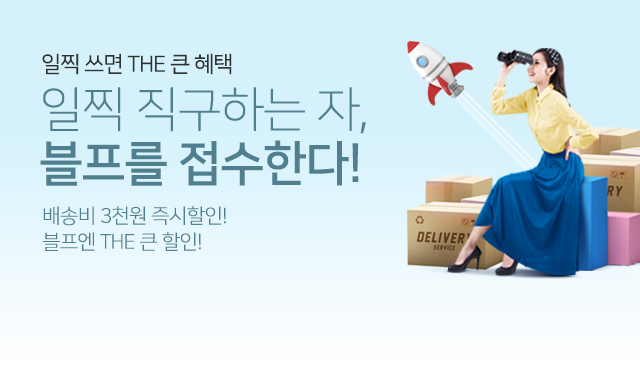 일찍 쓰면 THE 큰 혜택
일찍 직구하는 자,
블프를 접수한다!
배송비 3천원 즉시할인!
블프엔 THE 큰 할인!
DELIVERY
SERVICE
RY